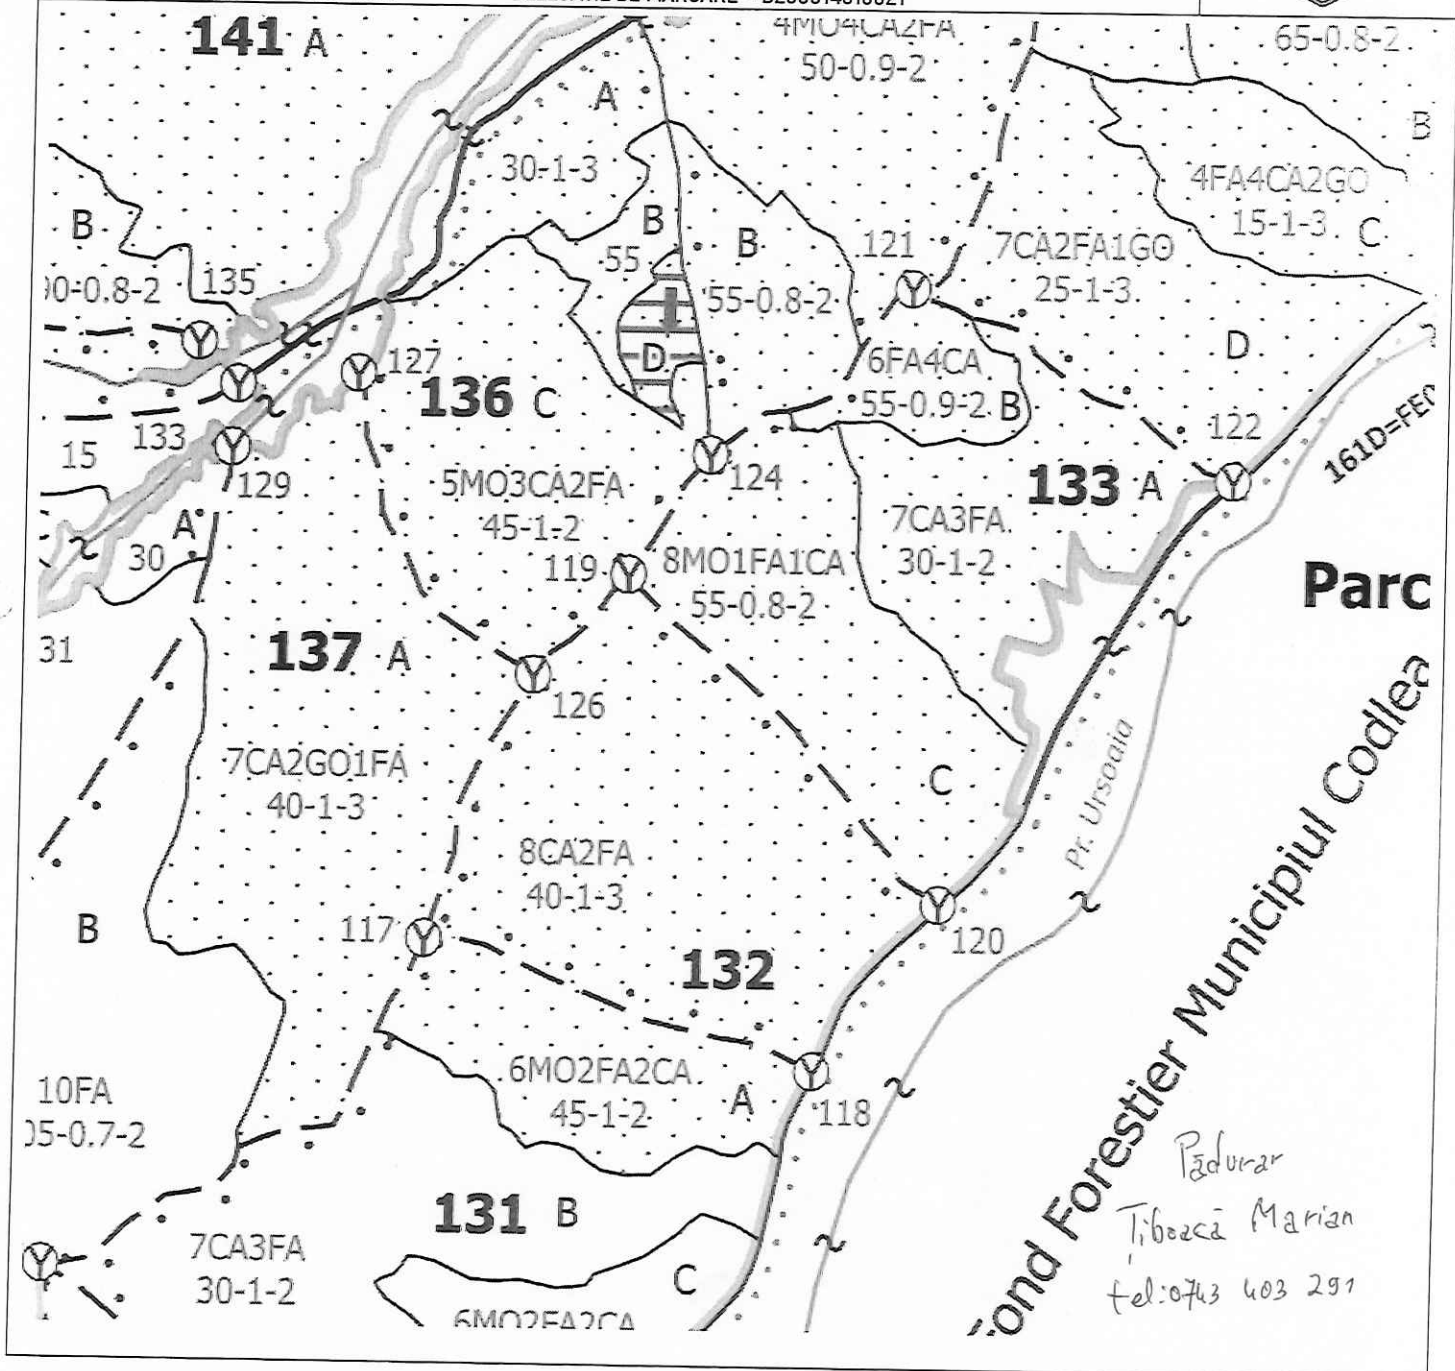 141 A
4MO4CA2FA
50-0.9-2
65-0.8-2
A
B
30-1-3
4FA4CA2GO
15-1-3
C
B
B
55
B
55-0.8-2
121
7CA2FA1GO
25-1-3
00-0.8-2
135
D
D
127
6FA4CA
55-0.9-2 B
136 C
122
161D=FE
133
15
129
124
5MO3CA2FA
45-1-2
133 A
7CA3FA
30-1-2
A
30
119
8MO1FA1CA
55-0.8-2
Parc
31
137 A
126
7CA2GO1FA
40-1-3
C
Pr. Ursoaia
8CA2FA
40-1-3
B
117
132
120
Fond Forestier Municipiul Codlea
10FA
05-0.7-2
6MO2FA2CA
45-1-2
A
118
Pădurar
Țiboacă Marian
tel:0743 403 291
131 B
7CA3FA
30-1-2
C
6MO2FA2CA